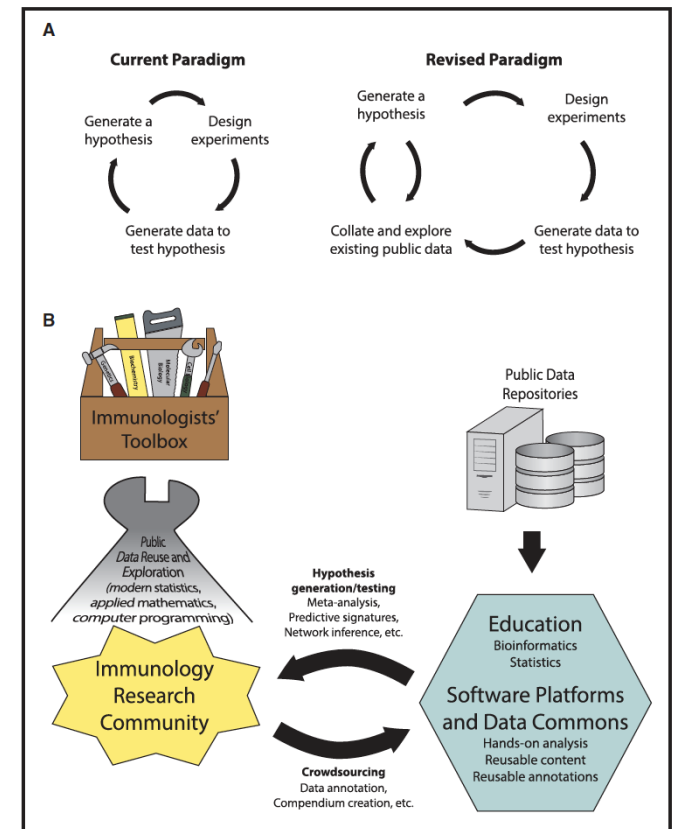 A
Current Paradigm
Generate a
hypothesis
Design
experiments
Generate data to
test hypothesis
Revised Paradigm
Generate a
hypothesis
Design
experiments
Collate and explore
existing public data
Generate data to
test hypothesis
B
Genetics
Biochemistry
Molecular
Biology
Cell
Immunologists'
Toolbox
Public Data
Repositories
Public
Data Reuse and
Exploration
(modern statistics,
applied mathematics,
computer programming)
Immunology
Research
Community
Hypothesis
generation/testing
Meta-analysis,
Predictive signatures,
Network inference, etc.
Crowdsourcing
Data annotation,
Compendium creation, etc.
Education
Bioinformatics
Statistics
Software Platforms
and Data Commons
Hands-on analysis
Reusable content
Reusable annotations